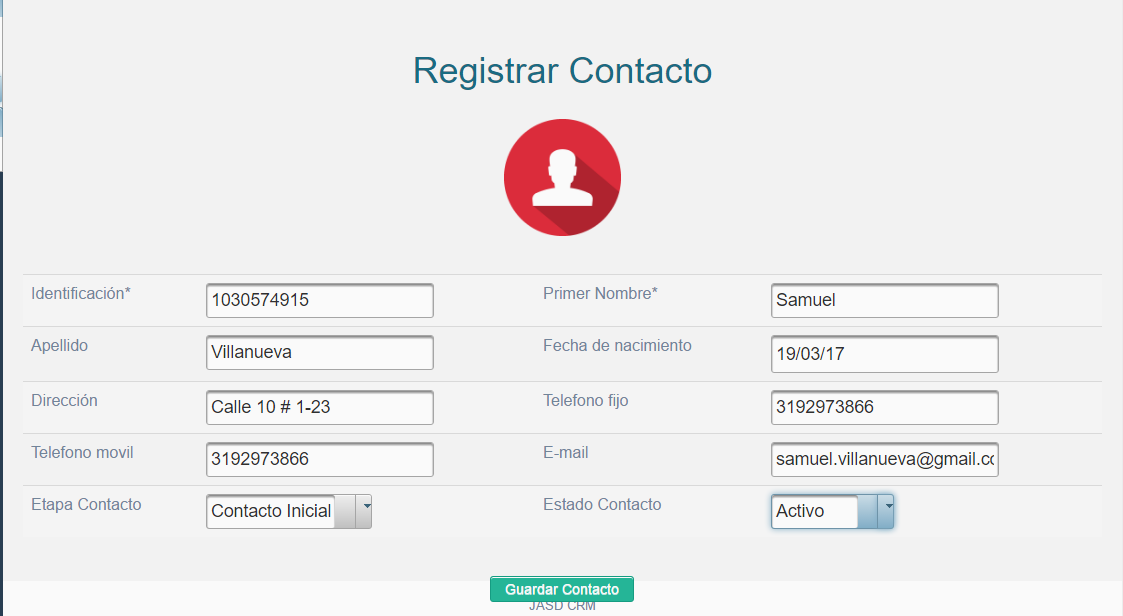 Registrar Contacto
Identificación* 1030574915 Primer Nombre* Samuel
Apellido Villanueva Fecha de nacimiento 19/03/17
Dirección Calle 10 # 1-23 Telefono fijo 3192973866
Telefono movil 3192973866 E-mail samuel.villanueva@gmail.cc
Etapa Contacto Contacto Inicial Estado Contacto Activo
Guardar Contacto
JASD CRM